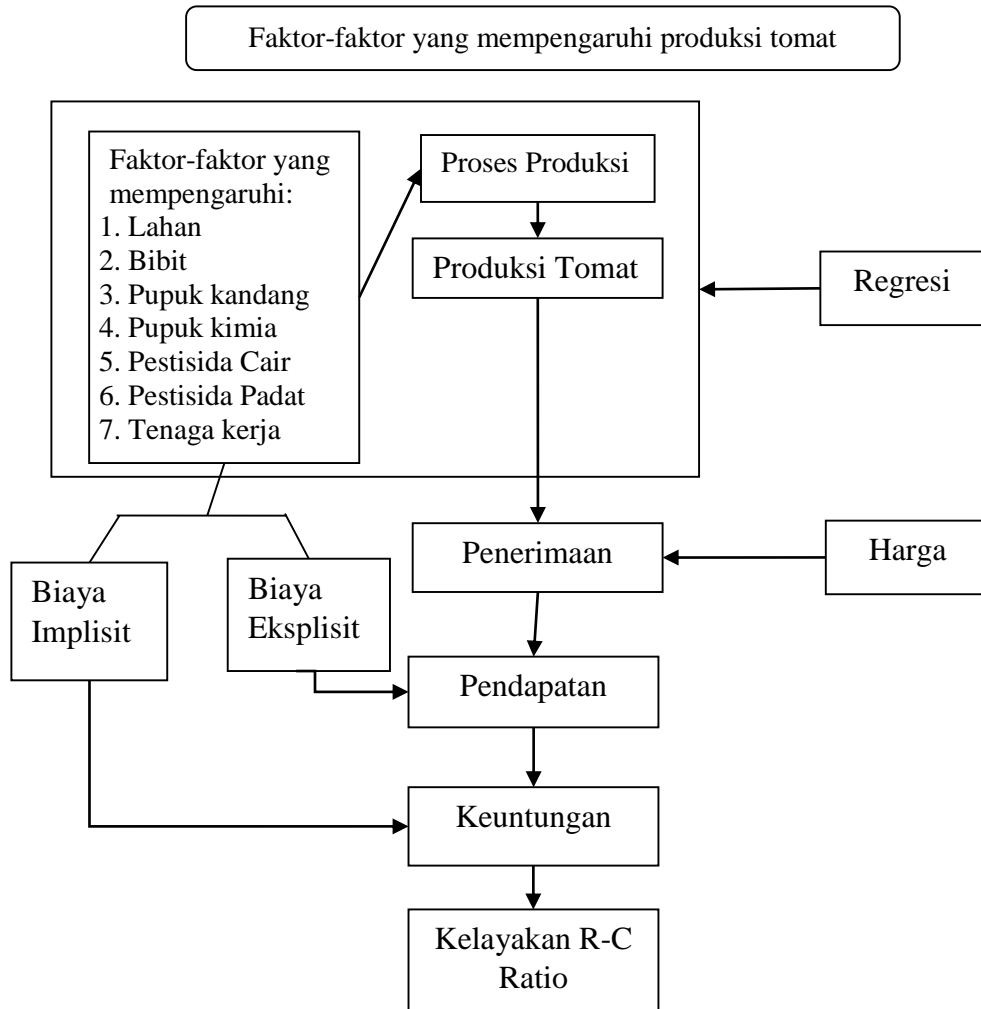 Faktor-faktor yang mempengaruhi produksi tomat
Faktor-faktor yang
mempengaruhi:
1. Lahan
2. Bibit
3. Pupuk kandang
4. Pupuk kimia
5. Pestisida Cair
6. Pestisida Padat
7. Tenaga kerja
Proses Produksi
Produksi Tomat
Regresi
Penerimaan
Harga
Biaya
Implisit
Biaya
Eksplisit
Pendapatan
Keuntungan
Kelayakan R-C
Ratio